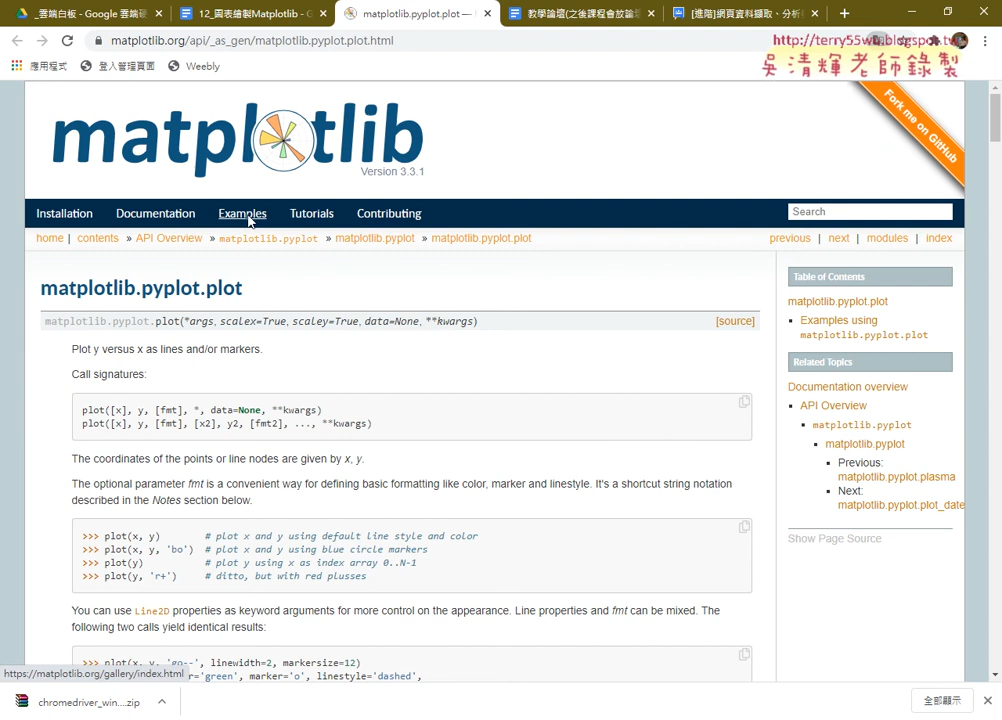 _雲端白板 - Google 雲端硬
12_圖表繪製Matplotlib - G
matplotlib.pyplot.plot —
教學論壇(之後課程會放論壇
[進階]網頁資料擷取、分析
matplotlib.org/api/_as_gen/matplotlib.pyplot.plot.html
應用程式
登入管理頁面
Weebly
吳清輝老師錄製
matplotlib
Version 3.3.1
Fork me on GitHub
Installation Documentation Examples Tutorials Contributing
Search
home | contents » API Overview » matplotlib.pyplot » matplotlib.pyplot » matplotlib.pyplot.plot
previous | next | modules | index
matplotlib.pyplot.plot
matplotlib.pyplot.plot(*args, scalex=True, scaley=True, data=None, **kwargs)
[source]
Plot y versus x as lines and/or markers.
Call signatures:
plot([x], y, [fmt], *, data=None, **kwargs)
plot([x], y, [fmt], [x2], y2, [fmt2], ..., **kwargs)
The coordinates of the points or line nodes are given by x, y.
The optional parameter fmt is a convenient way for defining basic formatting like color, marker and linestyle. It's a shortcut string notation
described in the Notes section below.
>>> plot(x, y) # plot x and y using default line style and color
>>> plot(x, y, 'bo') # plot x and y using blue circle markers
>>> plot(y) # plot y using x as index array 0..N-1
>>> plot(y, 'r+') # ditto, but with red plusses
You can use Line2D properties as keyword arguments for more control on the appearance. Line properties and fmt can be mixed. The
following two calls yield identical results:
>>> plot(x, y, 'go--', linewidth=2, markersize=12)
r='green', marker='o', linestyle='dashed',
Table of Contents
matplotlib.pyplot.plot
Examples using
matplotlib.pyplot.plot
Related Topics
Documentation overview
API Overview
matplotlib.pyplot
matplotlib.pyplot
Previous:
matplotlib.pyplot.plasma
Next:
matplotlib.pyplot.plot_date
Show Page Source
https://matplotlib.org/gallery/index.html
chromedriver_win....zip
全部顯示